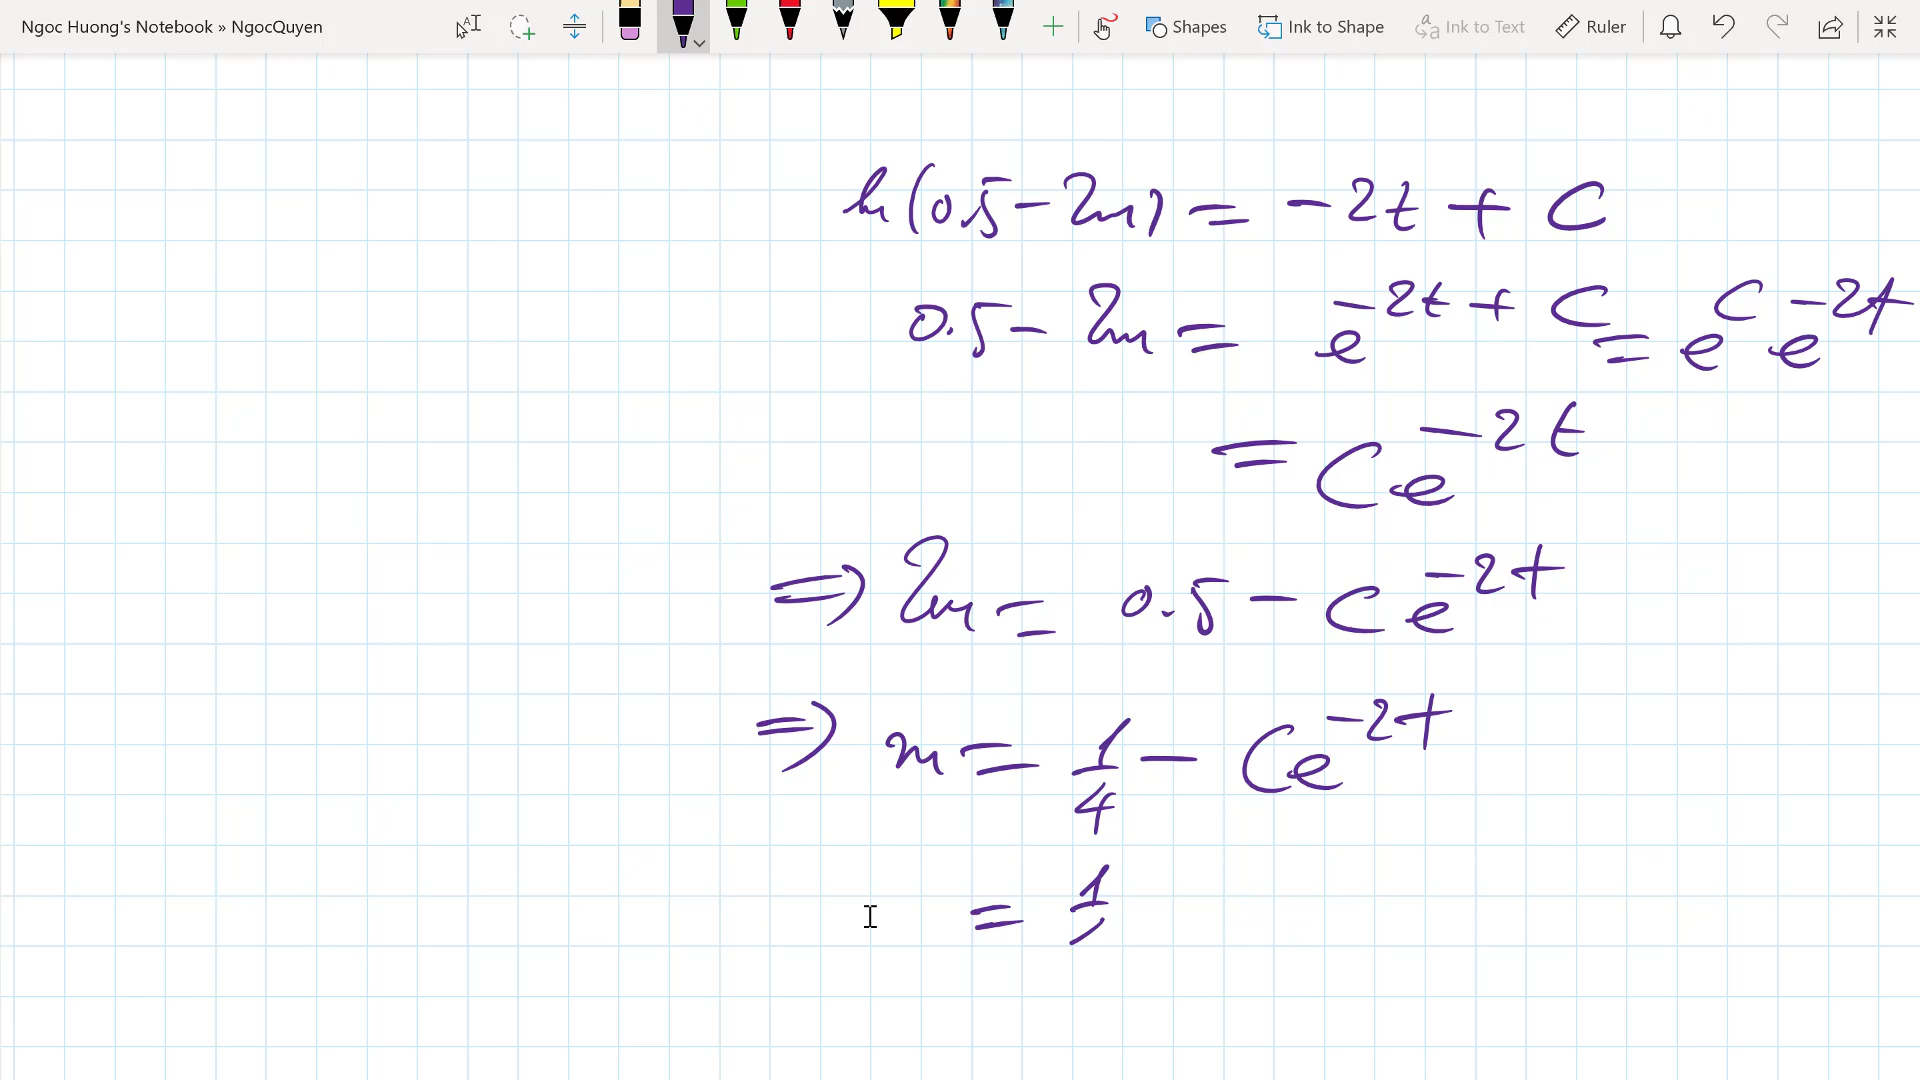 Ngoc Huong's Notebook » NgocQuyen
Shapes
Ink to Shape
Ink to Text
Ruler
ln(0.5-2m) = -2t + C
0.5 - 2m = e^{-2t + C} = e^C e^{-2t}
= Ce^{-2t}
=> 2m = 0.5 - Ce^{-2t}
=> m = 1/4 - Ce^{-2t}
= 1/